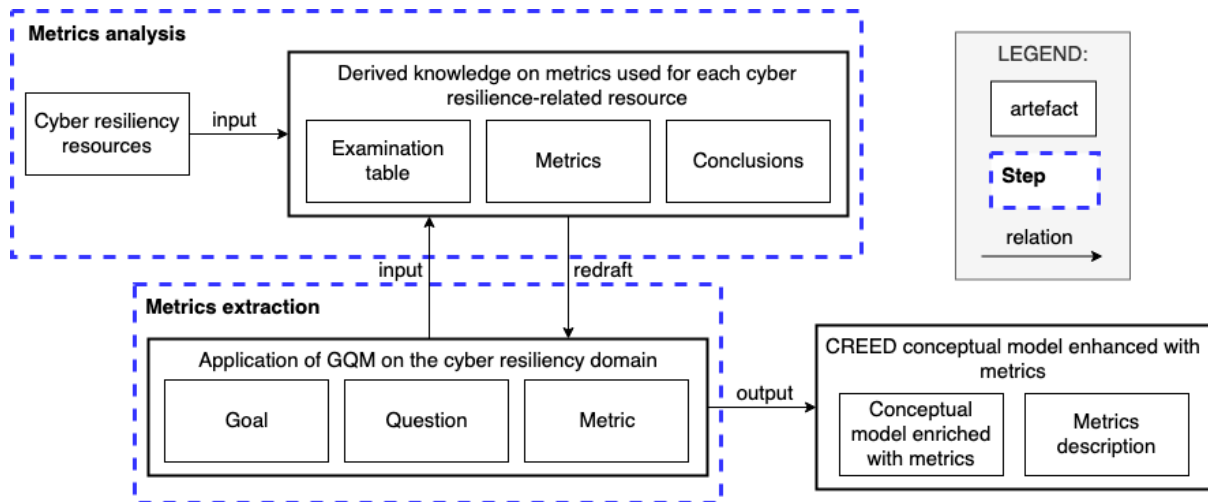 Metrics analysis
Cyber resiliency
resources
input
Derived knowledge on metrics used for each cyber
resilience-related resource
Examination
table
Metrics
Conclusions
LEGEND:
artefact
Step
relation
input
redraft
Metrics extraction
Application of GQM on the cyber resiliency domain
Goal
Question
Metric
output
CREED conceptual model enhanced with
metrics
Conceptual
model enriched
with metrics
Metrics
description